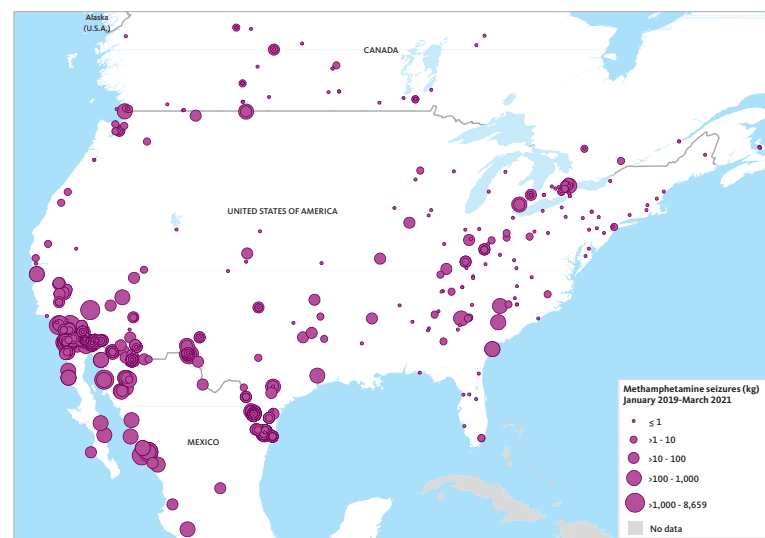 Alaska
(U.S.A.)
CANADA
UNITED STATES OF AMERICA
MEXICO
Methamphetamine seizures (kg)
January 2019-March 2021
≤ 1
>1 - 10
>10 - 100
>100 - 1,000
>1,000 - 8,659
No data